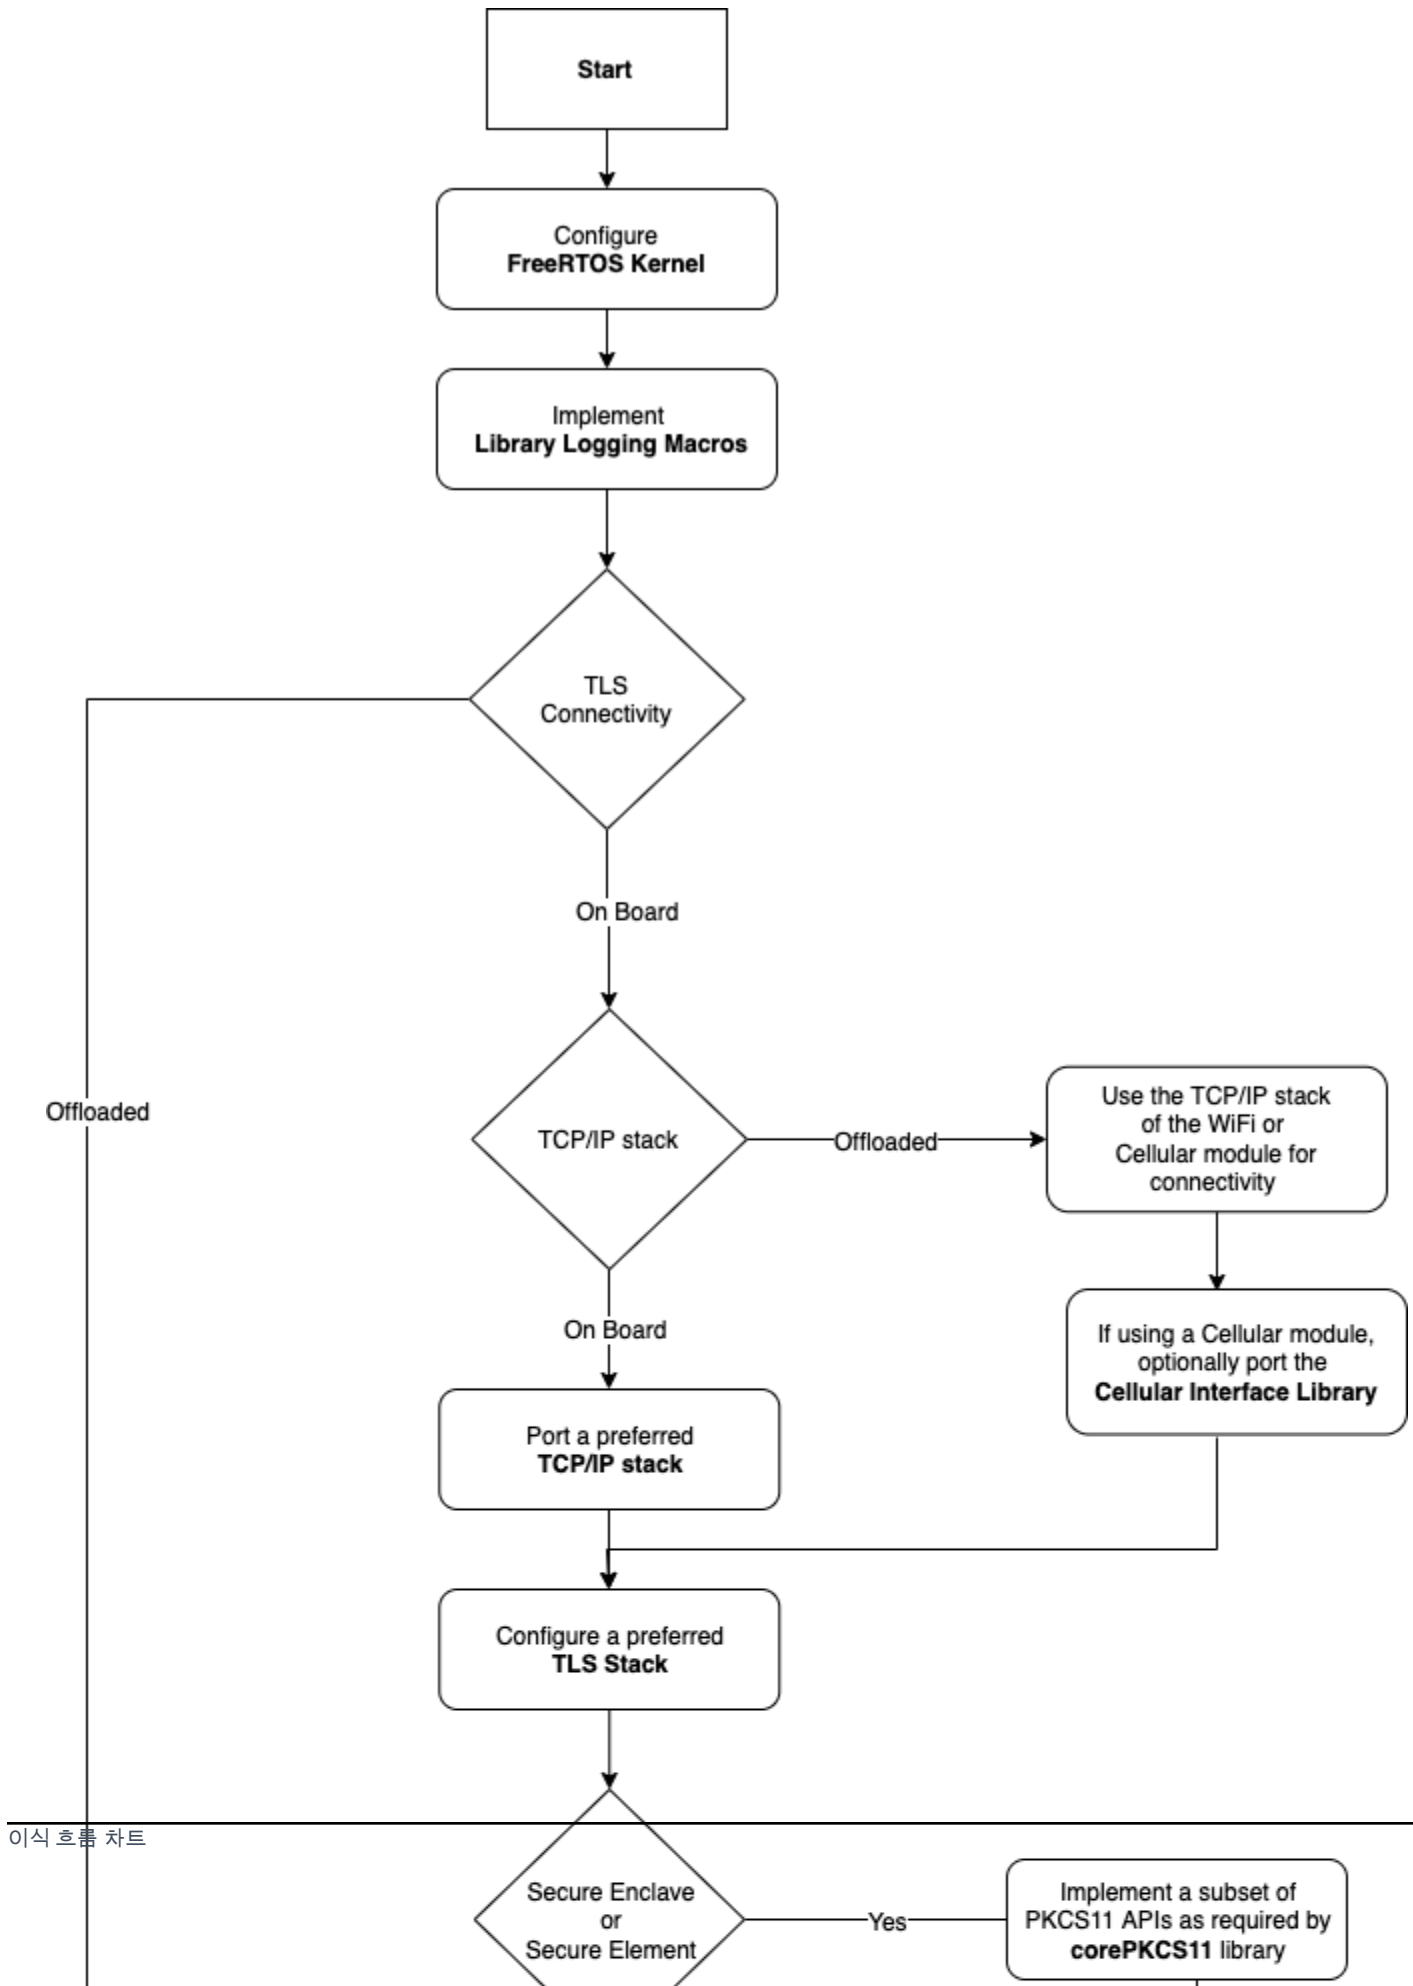 Start
Configure
FreeRTOS Kernel
Implement
Library Logging Macros
TLS
Connectivity
On Board
Offloaded
TCP/IP stack
Offloaded
Use the TCP/IP stack
of the WiFi or
Cellular module for
connectivity
On Board
If using a Cellular module,
optionally port the
Cellular Interface Library
Port a preferred
TCP/IP stack
Configure a preferred
TLS Stack
이식 흐름 차트
Secure Enclave
or
Secure Element
Yes
Implement a subset of
PKCS11 APIs as required by
corePKCS11 library